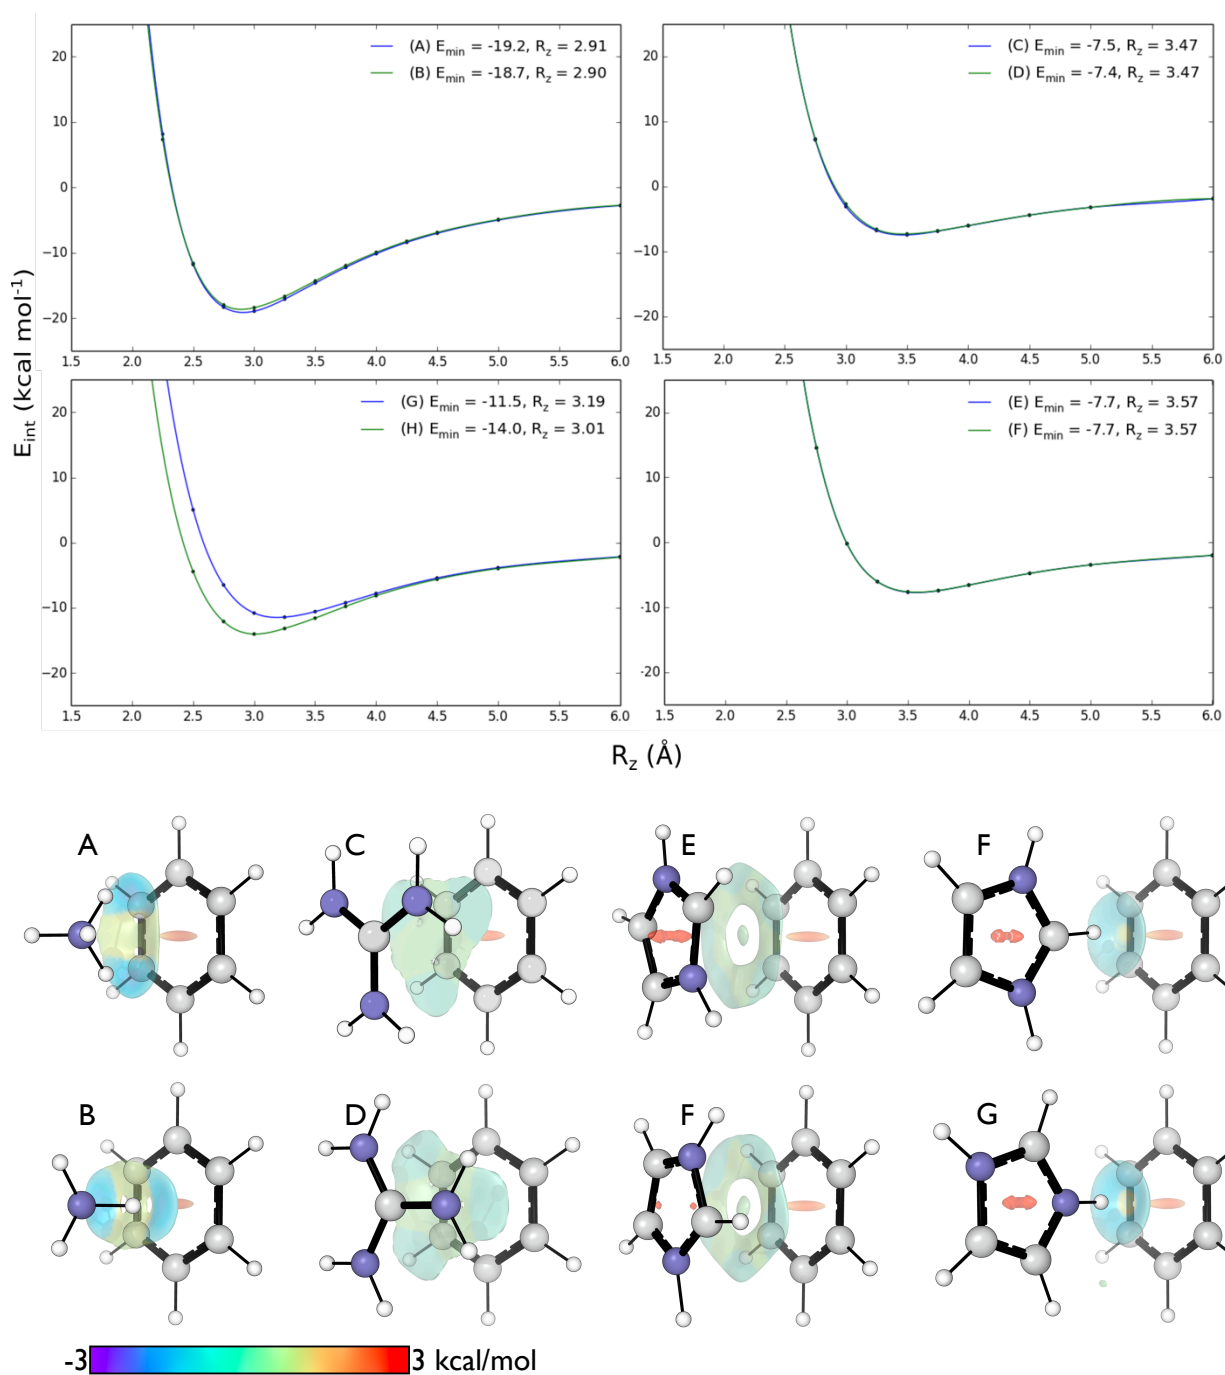 (A) Emin = -19.2, Rz = 2.91
(B) Emin = -18.7, Rz = 2.90
20
10
0
−10
−20
1.5 2.0 2.5 3.0 3.5 4.0 4.5 5.0 5.5 6.0
(C) Emin = -7.5, Rz = 3.47
(D) Emin = -7.4, Rz = 3.47
20
10
0
−10
−20
1.5 2.0 2.5 3.0 3.5 4.0 4.5 5.0 5.5 6.0
Eint (kcal mol-1)
(G) Emin = -11.5, Rz = 3.19
(H) Emin = -14.0, Rz = 3.01
20
10
0
−10
−20
1.5 2.0 2.5 3.0 3.5 4.0 4.5 5.0 5.5 6.0
(E) Emin = -7.7, Rz = 3.57
(F) Emin = -7.7, Rz = 3.57
20
10
0
-10
-20
1.5 2.0 2.5 3.0 3.5 4.0 4.5 5.0 5.5 6.0
Rz (Å)
A C E F
B D F G
-3 3 kcal/mol